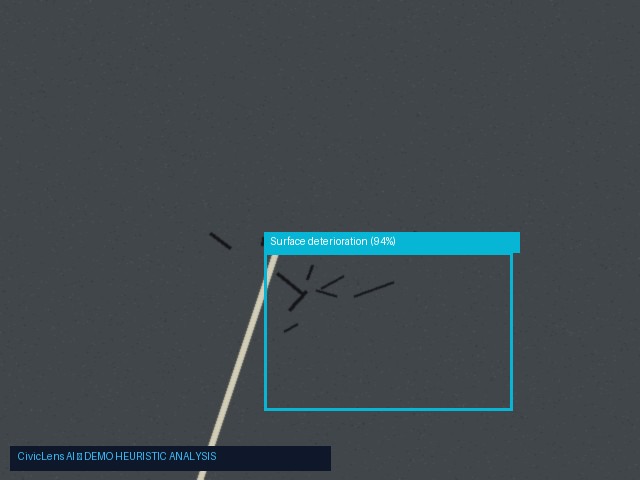 Surface deterioration (94%)
CivicLens AI □ DEMO HEURISTIC ANALYSIS